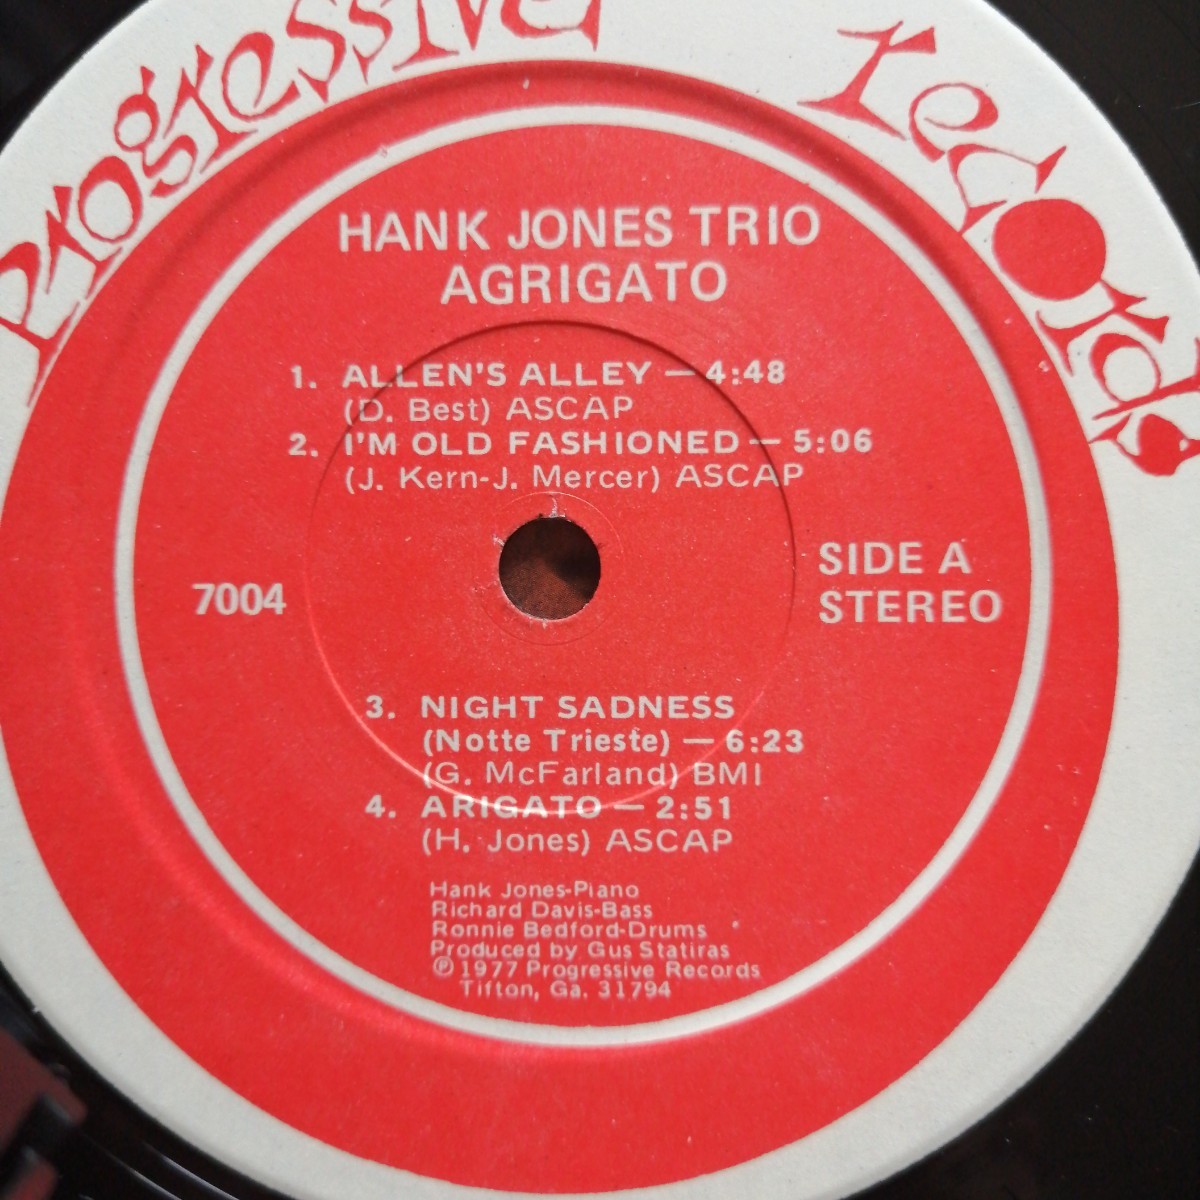 Progressive records
HANK JONES TRIO
AGRIGATO
1. ALLEN'S ALLEY — 4:48
(D. Best) ASCAP
2. I'M OLD FASHIONED — 5:06
(J. Kern-J. Mercer) ASCAP
7004
SIDE A
STEREO
3. NIGHT SADNESS
(Notte Trieste) — 6:23
(G. McFarland) BMI
4. ARIGATO — 2:51
(H. Jones) ASCAP
Hank Jones-Piano
Richard Davis-Bass
Ronnie Bedford-Drums
Produced by Gus Statiras
℗1977 Progressive Records
Tifton, Ga. 31794